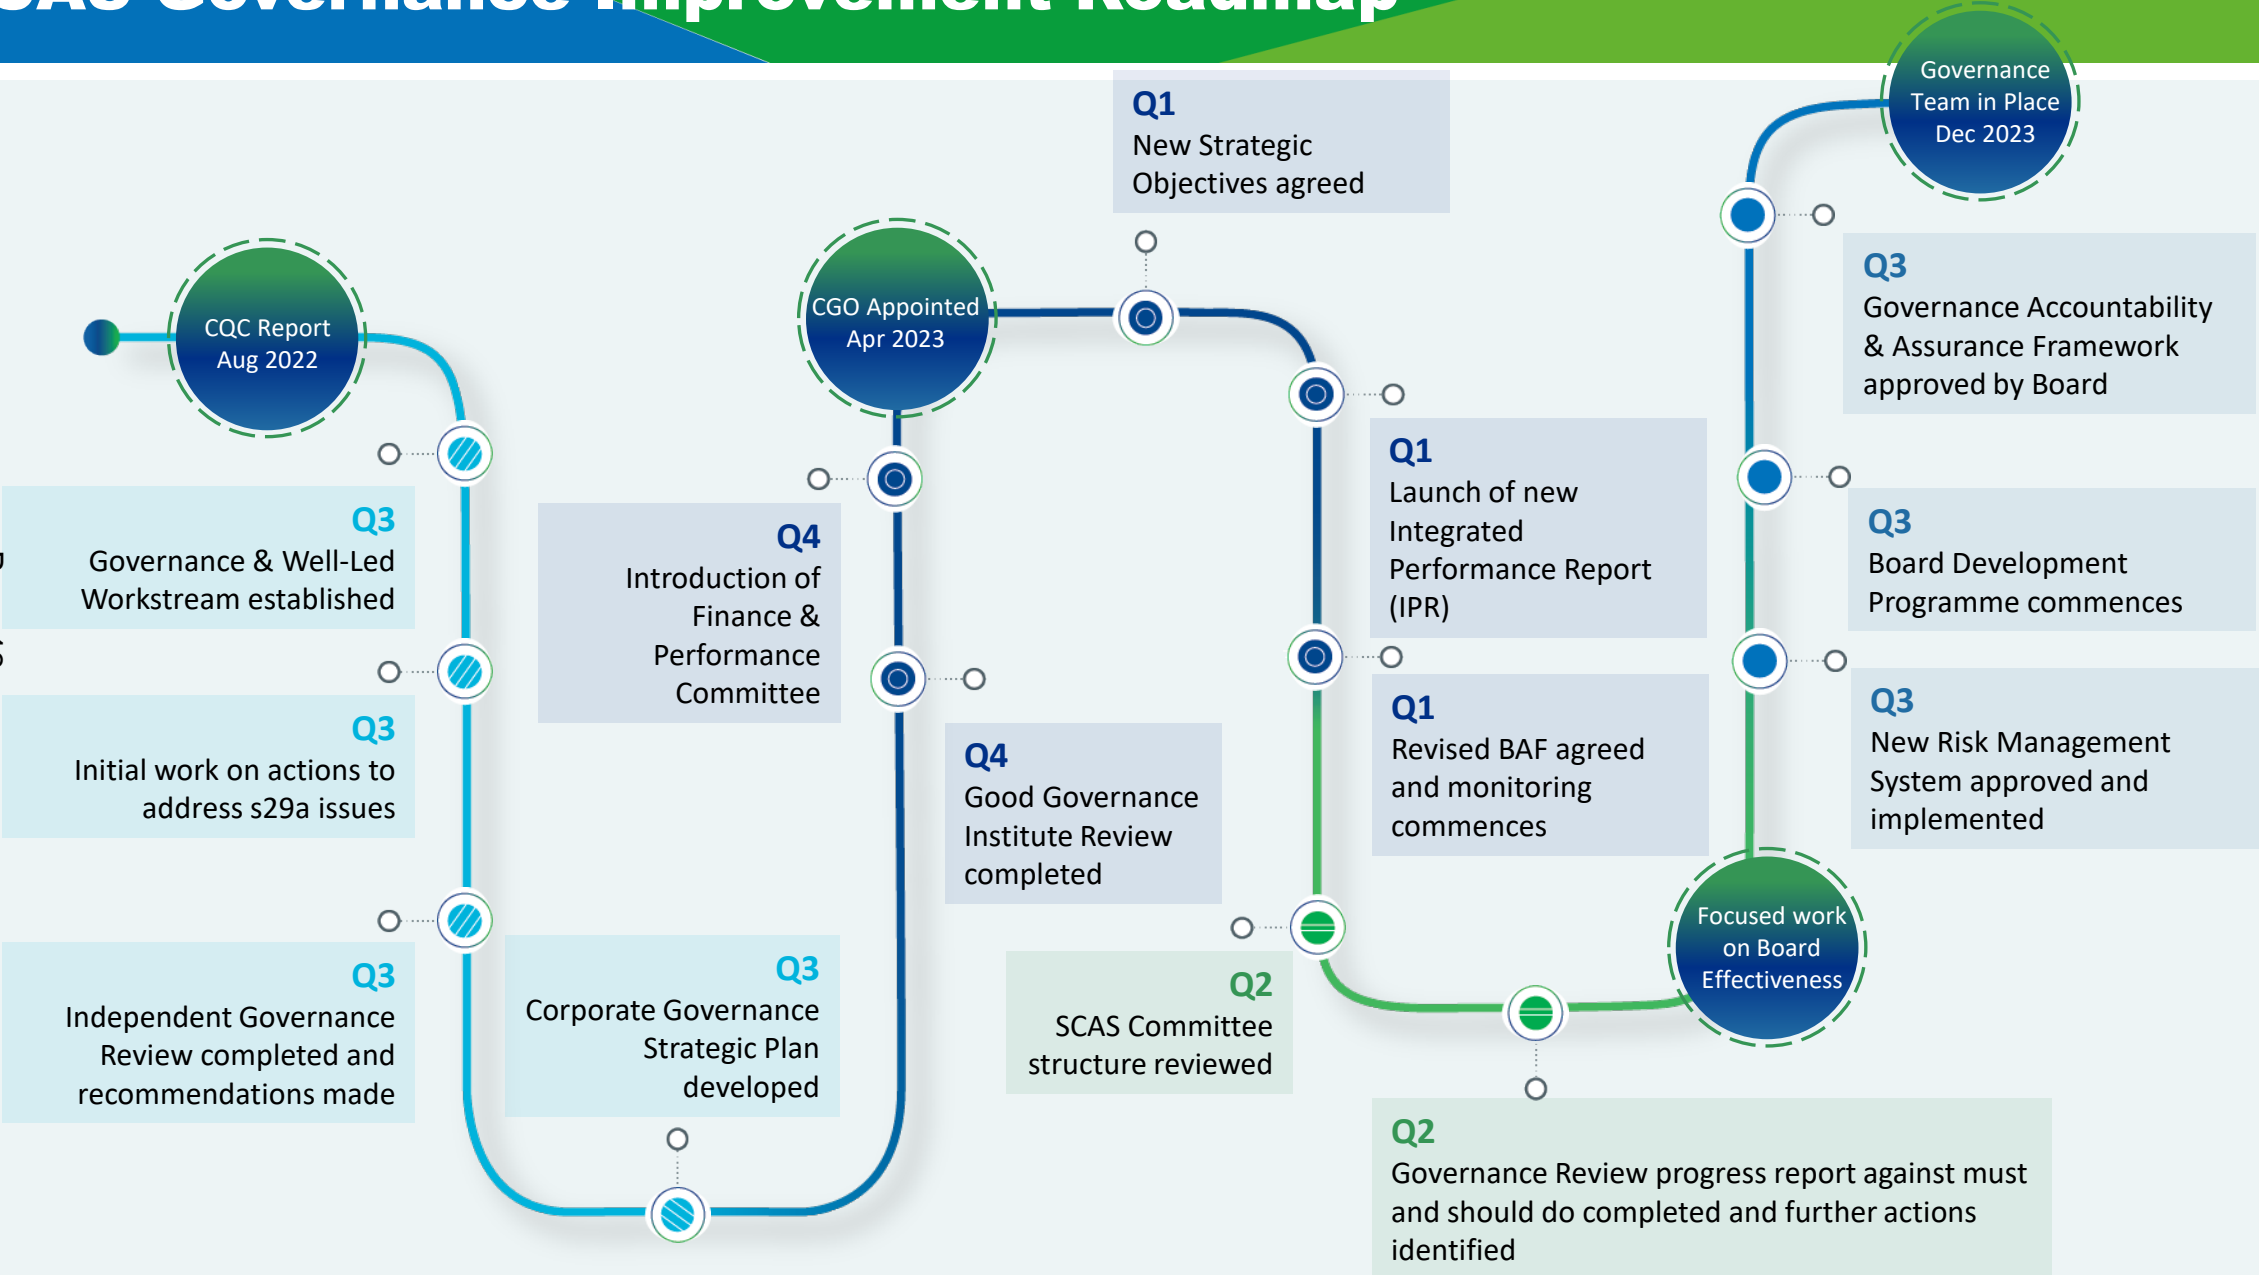 Governance Improvement Roadmap
CQC Report
Aug 2022
Q3
Governance & Well-Led
Workstream established
Q3
Initial work on actions to
address s29a issues
Q3
Independent Governance
Review completed and
recommendations made
Q3
Corporate Governance
Strategic Plan
developed
Q4
Good Governance
Institute Review
completed
Q4
Introduction of
Finance &
Performance
Committee
CGO Appointed
Apr 2023
Q1
New Strategic
Objectives agreed
Q1
Launch of new
Integrated
Performance Report
(IPR)
Q1
Revised BAF agreed
and monitoring
commences
Q2
SCAS Committee
structure reviewed
Q2
Governance Review progress report against must
and should do completed and further actions
identified
Focused work
on Board
Effectiveness
Q3
New Risk Management
System approved and
implemented
Q3
Board Development
Programme commences
Q3
Governance Accountability
& Assurance Framework
approved by Board
Governance
Team in Place
Dec 2023